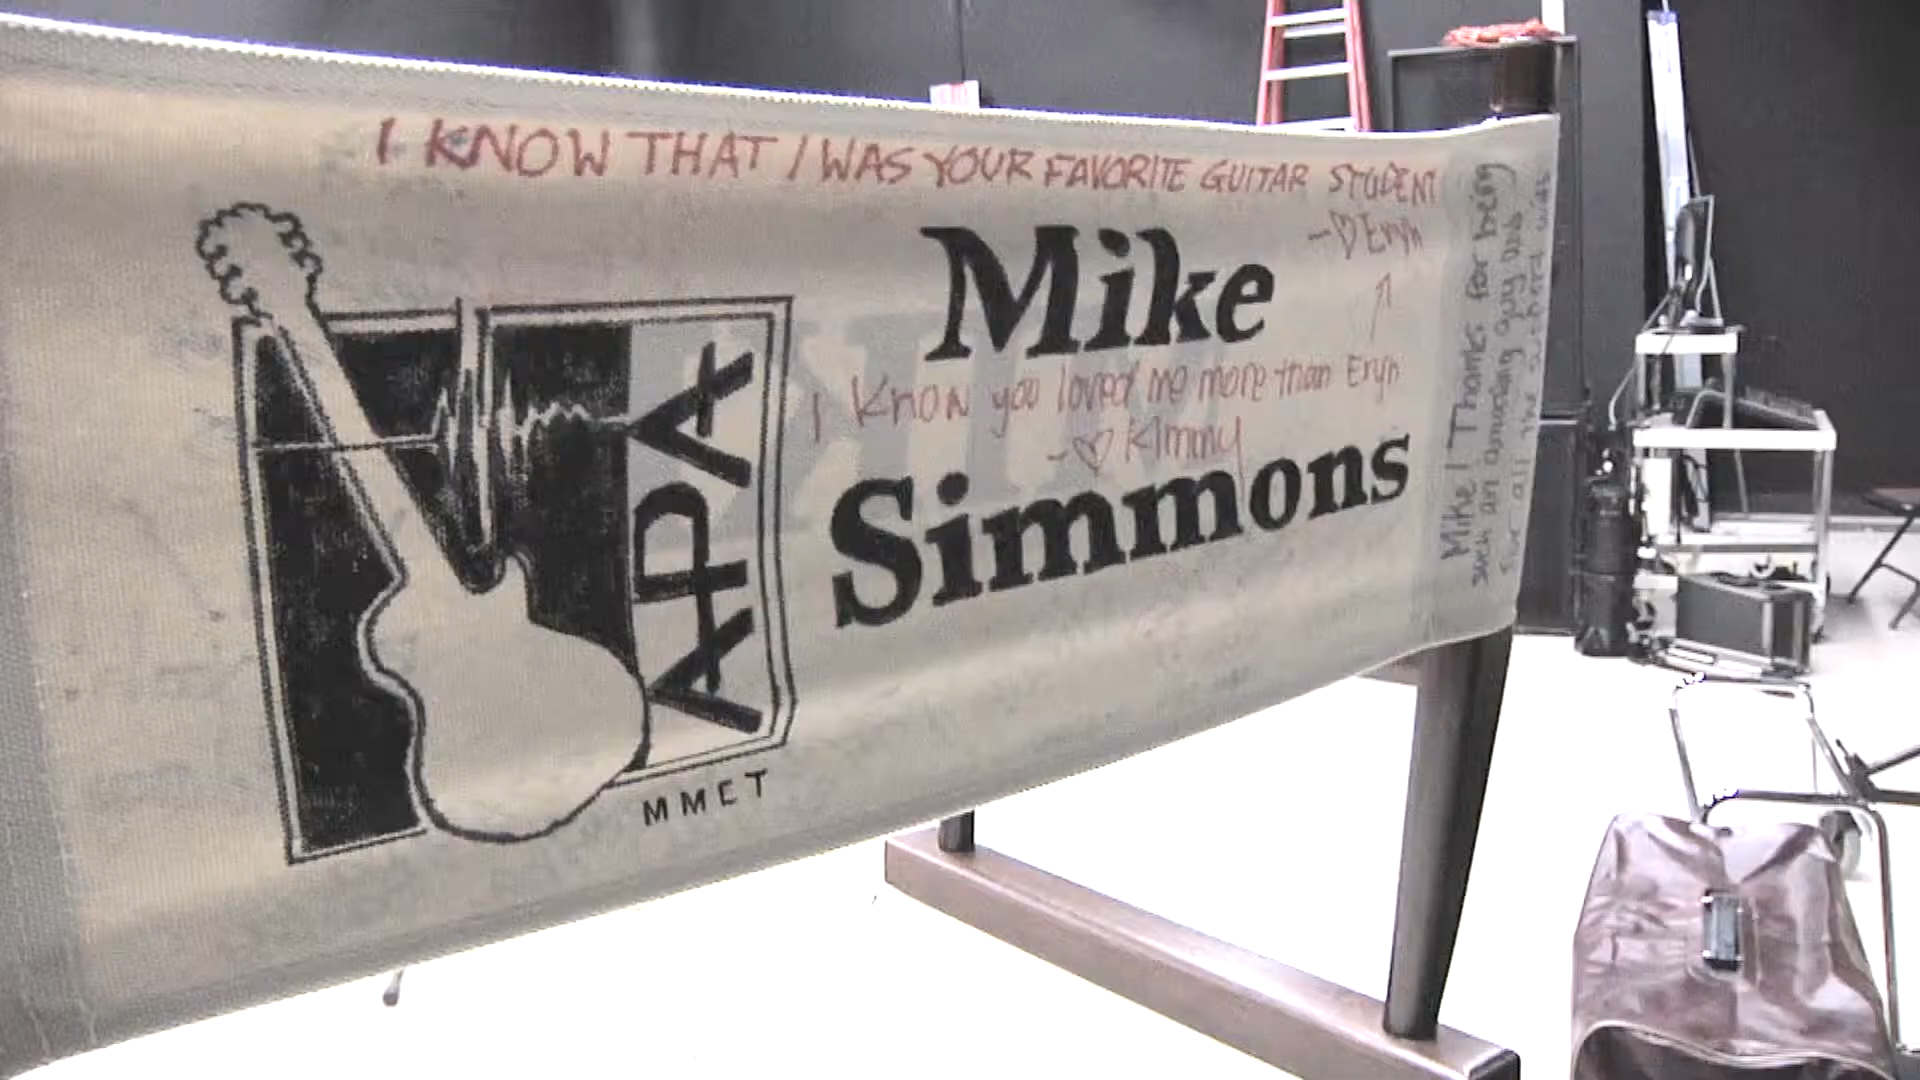 I KNOW THAT I WAS YOUR FAVORITE GUITAR STUDENT
-♡ Eryn
Mike
I know you loved me more than Eryn
-♡ Kimmy
Simmons
APA
MMET
Mike! Thanks for being
such an amazing guy and
for all the